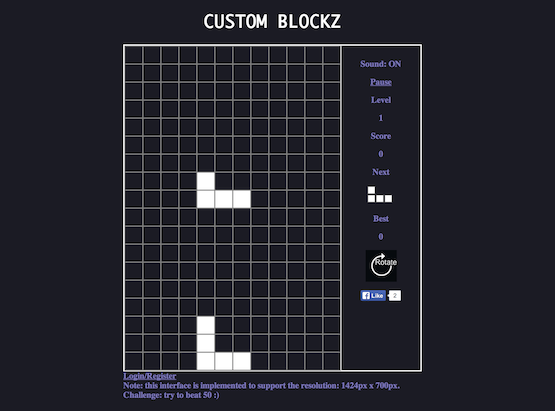 CUSTOM BLOCKZ
Sound: ON
Pause
Level
1
Score
0
Next
Best
0
Rotate
Like 2
Login/Register
Note: this interface is implemented to support the resolution: 1424px x 700px.
Challenge: try to beat 50 :)